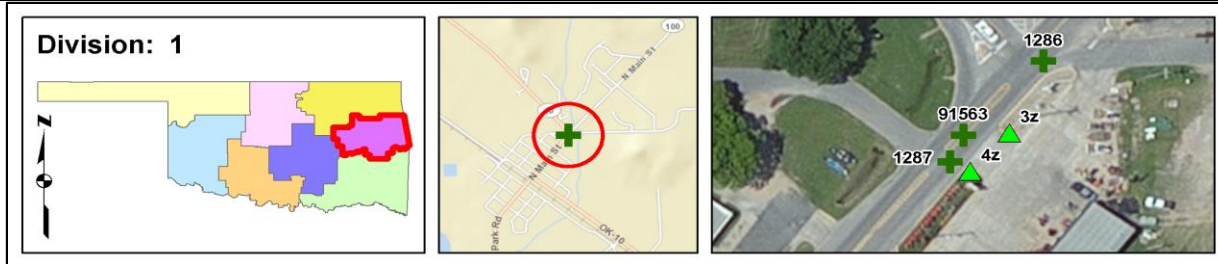 Division: 1
Z
100
N Main St
N Main St
Park Rd
OK-10
1286
91563
3z
1287
4z